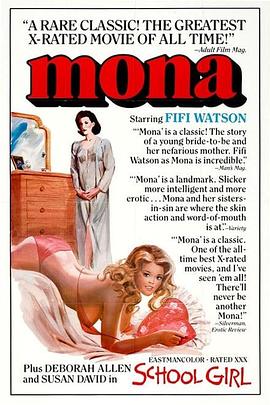 “A RARE CLASSIC! THE GREATEST
X-RATED MOVIE OF ALL TIME!”
—Adult Film Mag.
mona
Starring FIFI WATSON
“‘Mona’ is a classic! The story
of a young bride-to-be and
her nefarious mother. Fifi
Watson as Mona is incredible.”
—Man's Mag.
“‘Mona’ is a landmark. Slicker
more intelligent and more
erotic...Mona and her sisters-
in-sin are where the skin
action and word-of-mouth
is at.”—Variety
“‘Mona’ is a classic.
One of the all-
time best X-rated
movies, and I've
seen 'em all!
There'll
never be
another
Mona!”
—Silverman,
Erotic Review
EASTMANCOLOR · RATED XXX
Plus DEBORAH ALLEN
and SUSAN DAVID in
SCHOOL GIRL